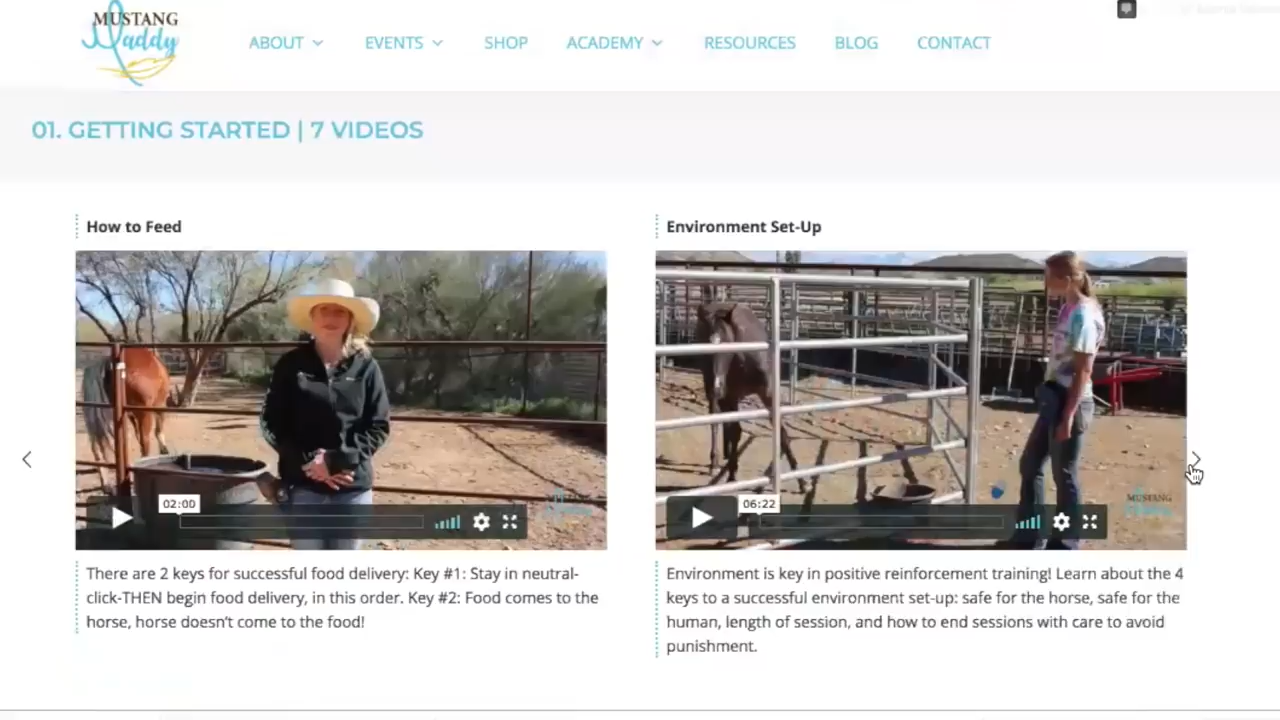 MUSTANG
Maddy
ABOUT
EVENTS
SHOP
ACADEMY
RESOURCES
BLOG
CONTACT
01. GETTING STARTED | 7 VIDEOS
How to Feed
02:00
MUSTANG
Maddy
There are 2 keys for successful food delivery: Key #1: Stay in neutral-
click-THEN begin food delivery, in this order. Key #2: Food comes to the
horse, horse doesn't come to the food!
Environment Set-Up
06:22
MUSTANG
Maddy
Environment is key in positive reinforcement training! Learn about the 4
keys to a successful environment set-up: safe for the horse, safe for the
human, length of session, and how to end sessions with care to avoid
punishment.